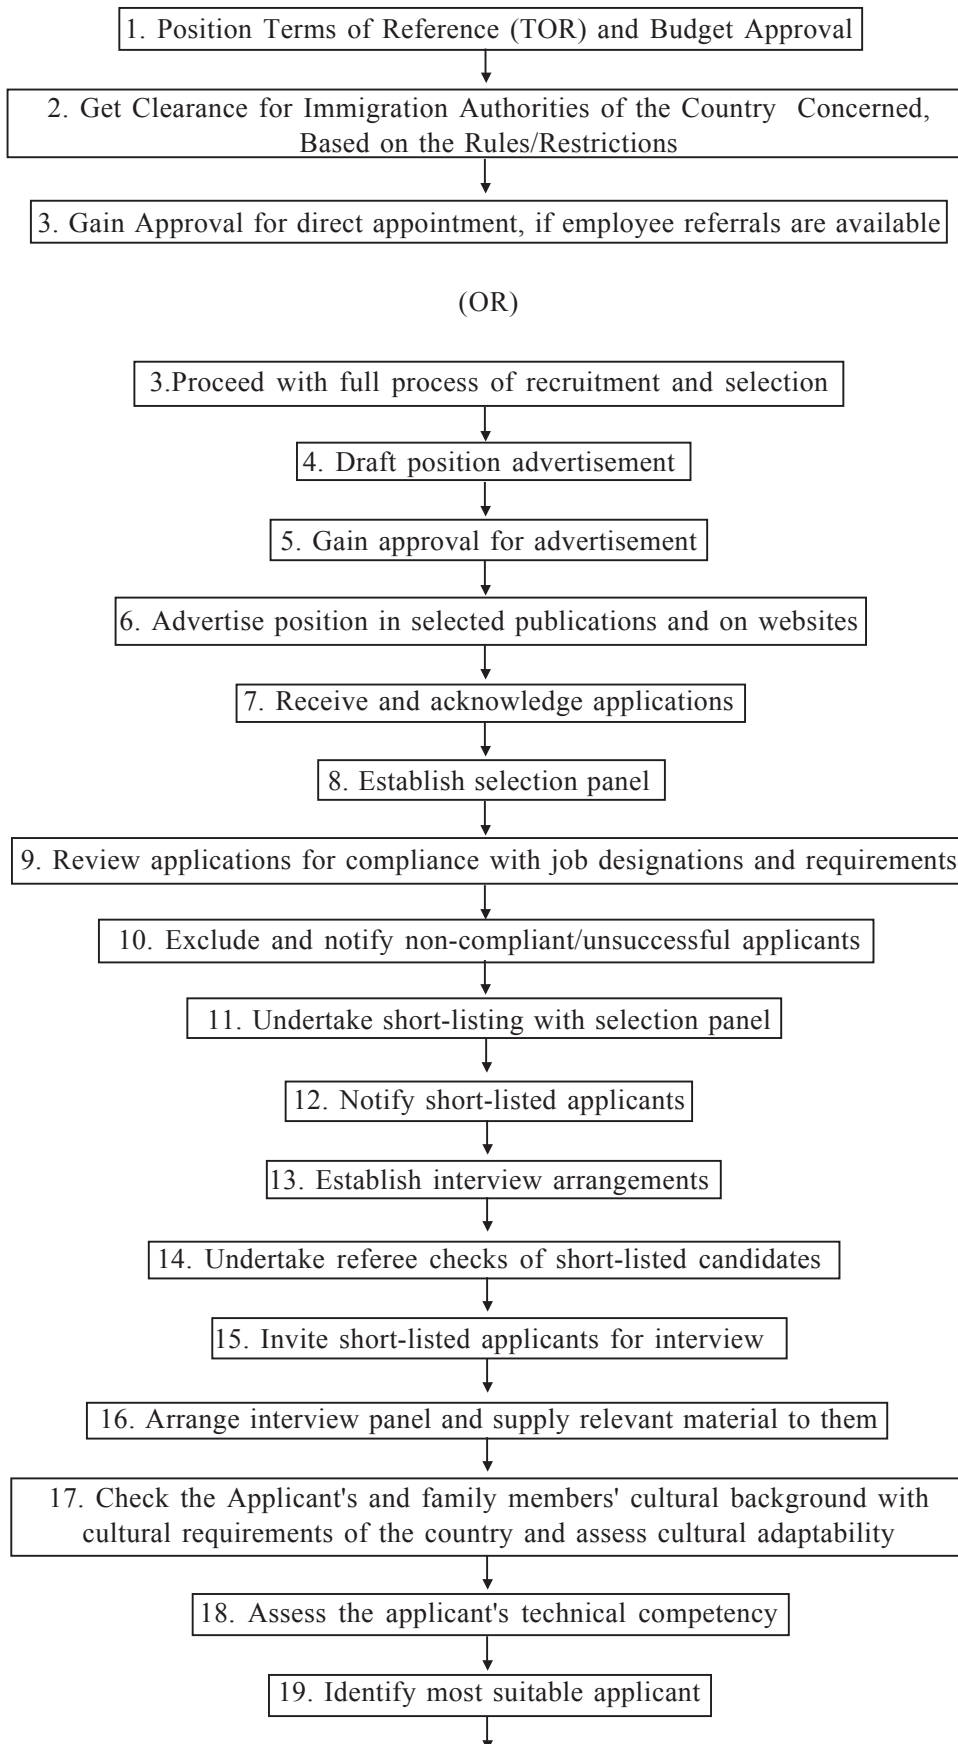 1. Position Terms of Reference (TOR) and Budget Approval
2. Get Clearance for Immigration Authorities of the Country Concerned,
Based on the Rules/Restrictions
3. Gain Approval for direct appointment, if employee referrals are available
(OR)
3.Proceed with full process of recruitment and selection
4. Draft position advertisement
5. Gain approval for advertisement
6. Advertise position in selected publications and on websites
7. Receive and acknowledge applications
8. Establish selection panel
9. Review applications for compliance with job designations and requirements
10. Exclude and notify non-compliant/unsuccessful applicants
11. Undertake short-listing with selection panel
12. Notify short-listed applicants
13. Establish interview arrangements
14. Undertake referee checks of short-listed candidates
15. Invite short-listed applicants for interview
16. Arrange interview panel and supply relevant material to them
17. Check the Applicant's and family members' cultural background with
cultural requirements of the country and assess cultural adaptability
18. Assess the applicant's technical competency
19. Identify most suitable applicant